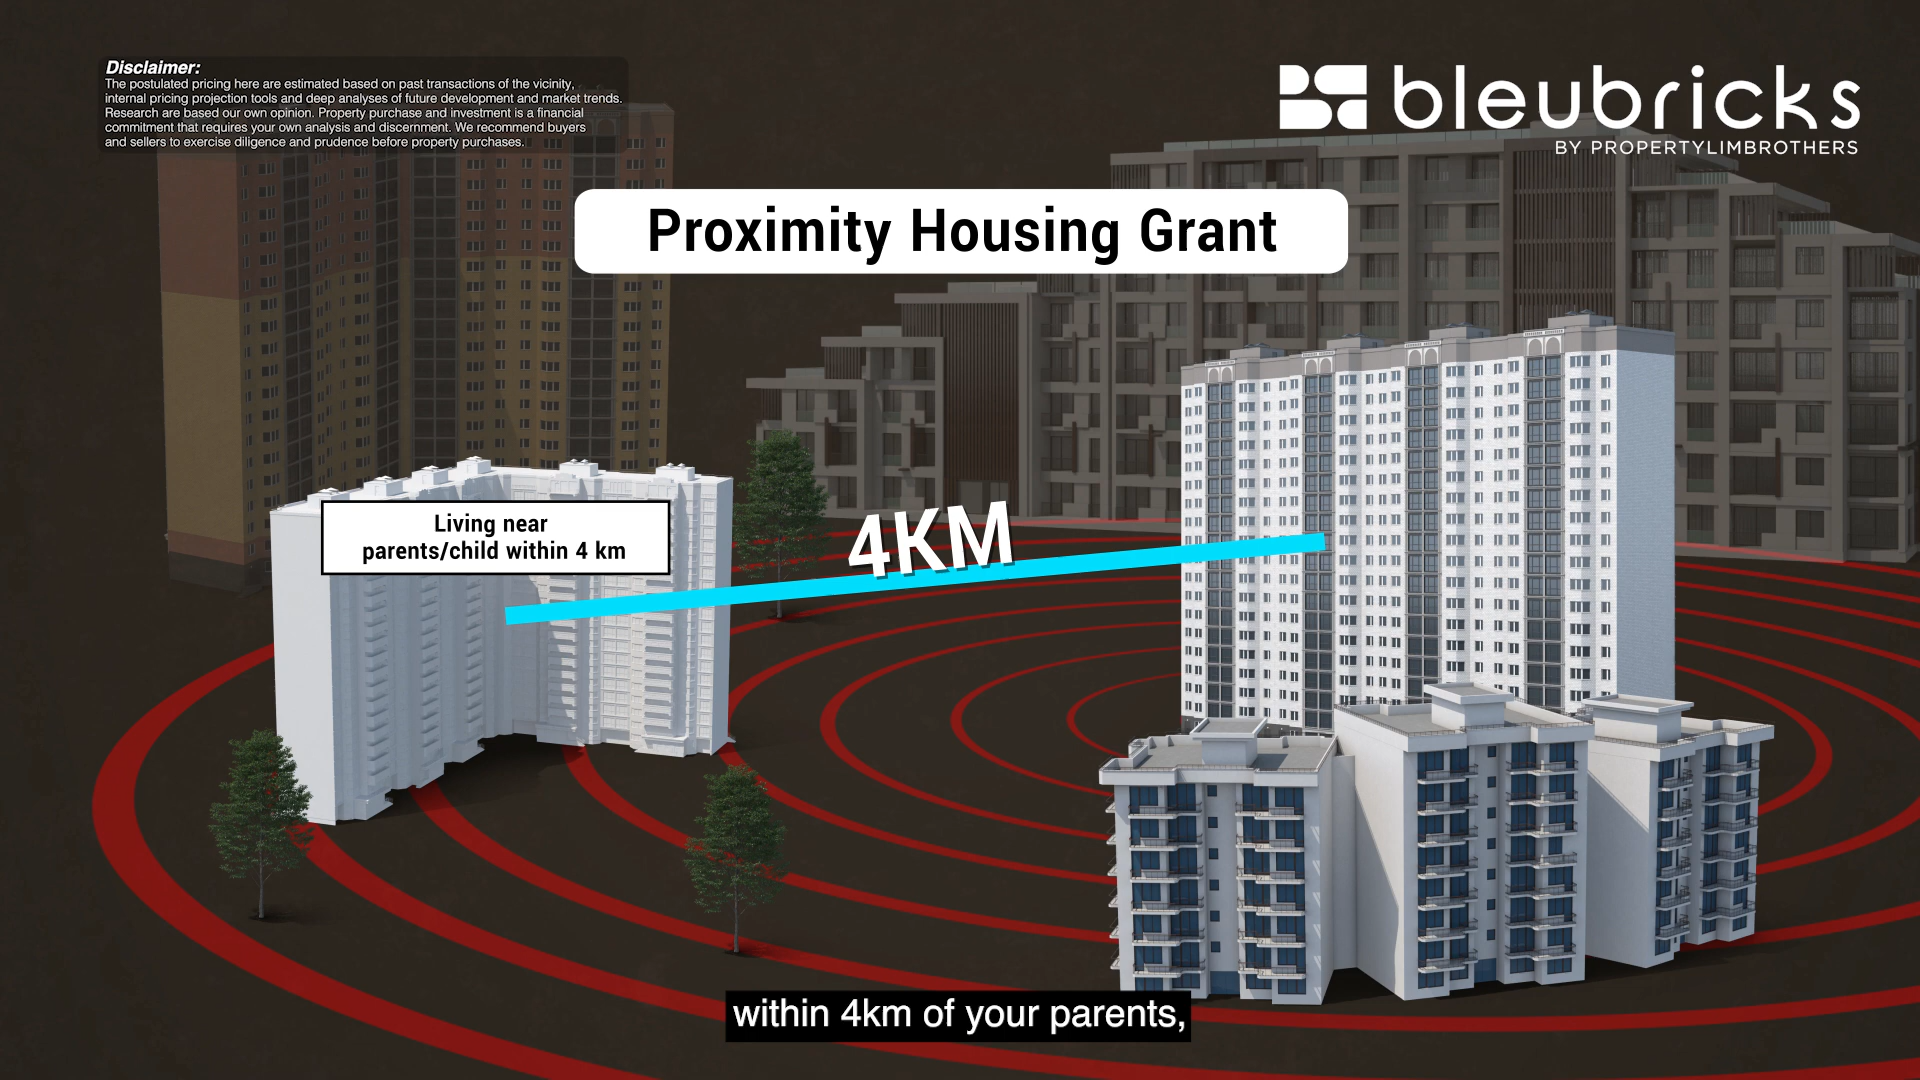 Disclaimer:
The postulated pricing here are estimated based on past transactions of the vicinity,
internal pricing projection tools and deep analyses of future development and market trends.
Research are based our own opinion. Property purchase and investment is a financial
commitment that requires your own analysis and discernment. We recommend buyers
and sellers to exercise diligence and prudence before property purchases.
bleubricks
BY PROPERTYLIMBROTHERS
Proximity Housing Grant
Living near
parents/child within 4 km
4KM
within 4km of your parents,